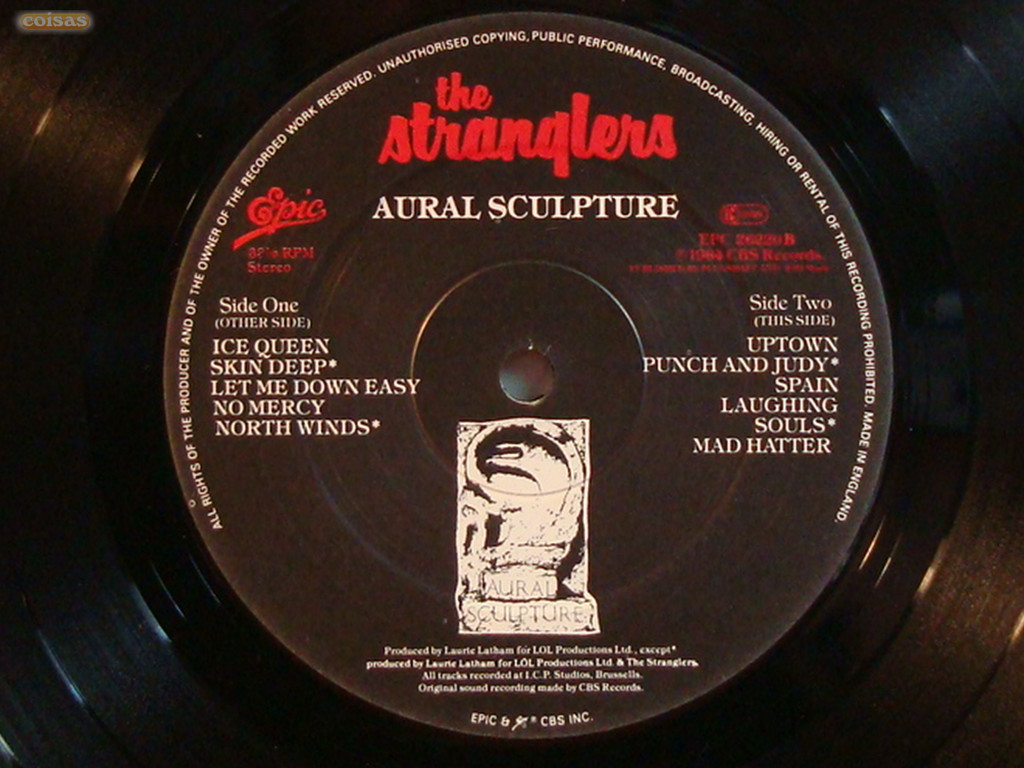 coisas
ALL RIGHTS OF THE PRODUCER AND OF THE OWNER OF THE RECORDED WORK RESERVED. UNAUTHORISED COPYING, PUBLIC PERFORMANCE, BROADCASTING, HIRING OR RENTAL OF THIS RECORDING PROHIBITED. MADE IN ENGLAND.
the
stranglers
Epic
AURAL SCULPTURE
33⅓ RPM
Stereo
EPC 26220 B
℗ 1984 CBS Records
Side One
(OTHER SIDE)
ICE QUEEN
SKIN DEEP*
LET ME DOWN EASY
NO MERCY
NORTH WINDS*
Side Two
(THIS SIDE)
UPTOWN
PUNCH AND JUDY*
SPAIN
LAUGHING
SOULS*
MAD HATTER
AURAL
SCULPTURE
Produced by Laurie Latham for LOL Productions Ltd., except*
produced by Laurie Latham for LOL Productions Ltd. & The Stranglers.
All tracks recorded at I.C.P. Studios, Brussells.
Original sound recording made by CBS Records.
EPIC & ® CBS INC.